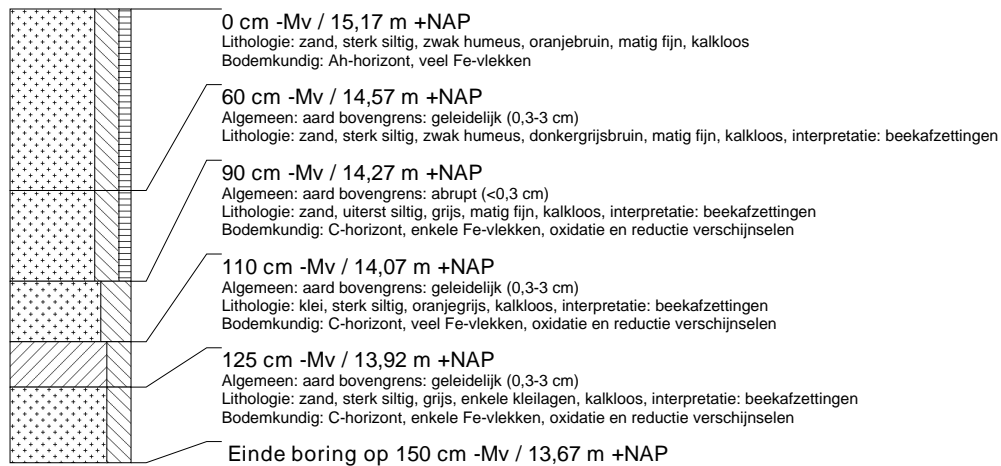 0 cm -Mv / 15,17 m +NAP
Lithologie: zand, sterk siltig, zwak humeus, oranjebruin, matig fijn, kalkloos
Bodemkundig: Ah-horizont, veel Fe-vlekken
60 cm -Mv / 14,57 m +NAP
Algemeen: aard bovengrens: geleidelijk (0,3-3 cm)
Lithologie: zand, sterk siltig, zwak humeus, donkergrijsbruin, matig fijn, kalkloos, interpretatie: beekafzettingen
90 cm -Mv / 14,27 m +NAP
Algemeen: aard bovengrens: abrupt (<0,3 cm)
Lithologie: zand, uiterst siltig, grijs, matig fijn, kalkloos, interpretatie: beekafzettingen
Bodemkundig: C-horizont, enkele Fe-vlekken, oxidatie en reductie verschijnselen
110 cm -Mv / 14,07 m +NAP
Algemeen: aard bovengrens: geleidelijk (0,3-3 cm)
Lithologie: klei, sterk siltig, oranjegrijs, kalkloos, interpretatie: beekafzettingen
Bodemkundig: C-horizont, veel Fe-vlekken, oxidatie en reductie verschijnselen
125 cm -Mv / 13,92 m +NAP
Algemeen: aard bovengrens: geleidelijk (0,3-3 cm)
Lithologie: zand, sterk siltig, grijs, enkele kleilagen, kalkloos, interpretatie: beekafzettingen
Bodemkundig: C-horizont, enkele Fe-vlekken, oxidatie en reductie verschijnselen
Einde boring op 150 cm -Mv / 13,67 m +NAP